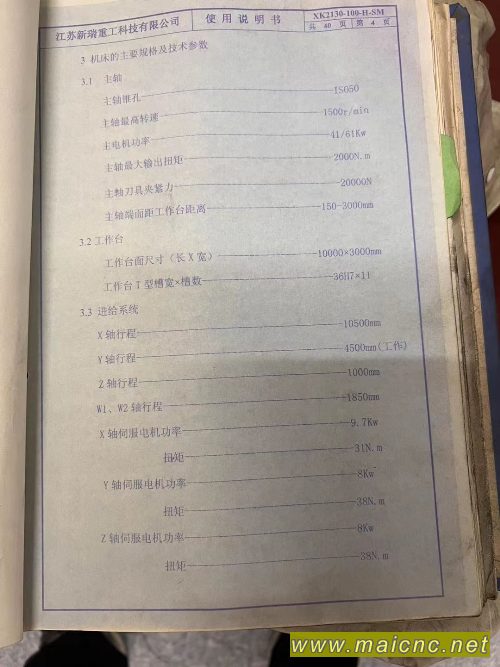 江苏新瑞重工科技有限公司 使用说明书 XK2130-100-H-SM
共 40 页 第 4 页
3 机床的主要规格及技术参数
3.1 主轴
主轴锥孔————ISO50
主轴最高转速————1500r/min
主电机功率————41/61Kw
主轴最大输出扭矩————2000N.m
主轴刀具夹紧力————20000N
主轴端面距工作台距离————150-3000mm
3.2 工作台
工作台面尺寸（长X宽）————10000×3000mm
工作台T型槽宽×槽数————36H7×11
3.3 进给系统
X轴行程————10500mm
Y轴行程————4500mm(工作)
Z轴行程————1000mm
W1、W2轴行程————1850mm
X轴伺服电机功率————9.7Kw
扭矩————31N.m
Y轴伺服电机功率————8Kw
扭矩————38N.m
Z轴伺服电机功率————8Kw
扭矩————38N.m
www.maicnc.net